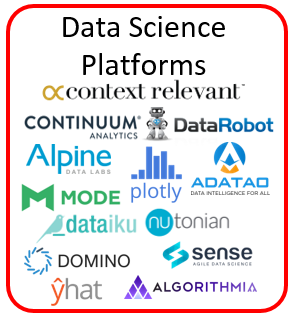 Data Science
Platforms
context relevant™
CONTINUUM®
ANALYTICS
DataRobot
Alpine
DATA LABS
plotly
ADATAO
DATA INTELLIGENCE FOR ALL
MODE
dataiku
nutonian
DOMINO
sense
AGILE DATA SCIENCE
ŷhat
ALGORITHMIA